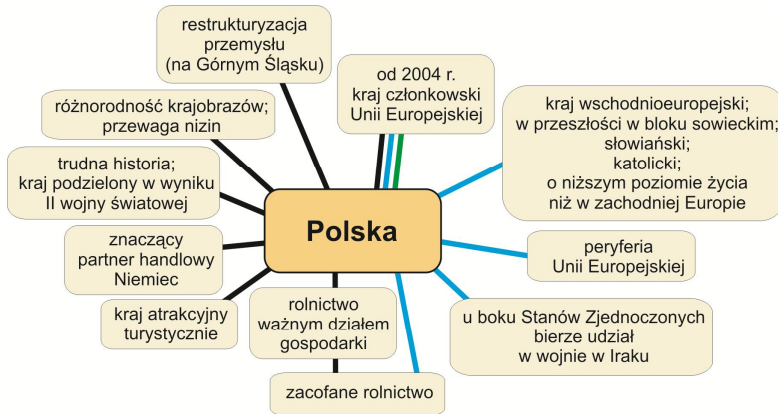 restrukturyzacja
przemysłu
(na Górnym Śląsku)
od 2004 r.
kraj członkowski
Unii Europejskiej
różnorodność krajobrazów;
przewaga nizin
trudna historia;
kraj podzielony w wyniku
II wojny światowej
znaczący
partner handlowy
Niemiec
kraj atrakcyjny
turystycznie
Polska
rolnictwo
ważnym działem
gospodarki
zacofane rolnictwo
kraj wschodnioeuropejski;
w przeszłości w bloku sowieckim;
słowiański;
katolicki;
o niższym poziomie życia
niż w zachodniej Europie
peryferia
Unii Europejskiej
u boku Stanów Zjednoczonych
bierze udział
w wojnie w Iraku